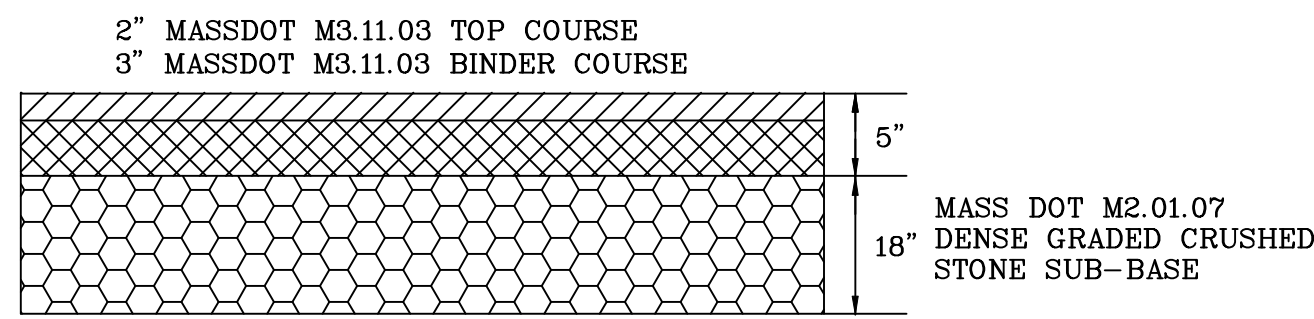 2” MASSDOT M3.11.03 TOP COURSE
3” MASSDOT M3.11.03 BINDER COURSE
5”
18”
MASS DOT M2.01.07
DENSE GRADED CRUSHED
STONE SUB-BASE